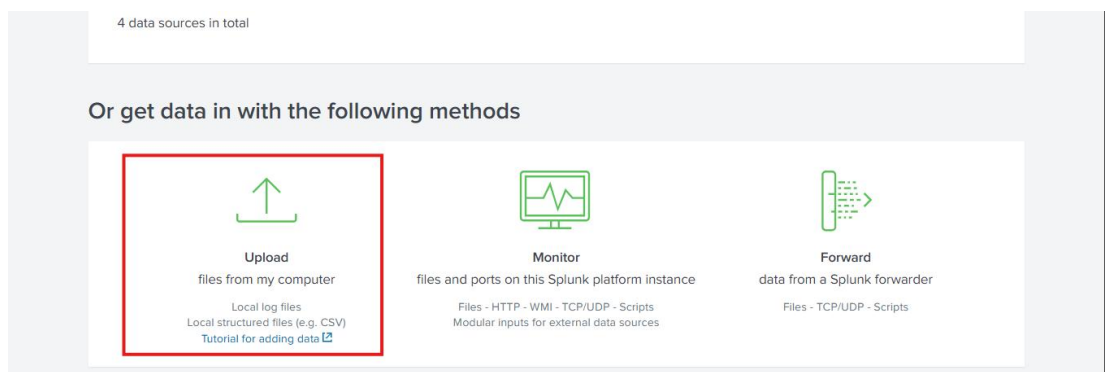 4 data sources in total
Or get data in with the following methods
Upload
files from my computer
Local log files
Local structured files (e.g. CSV)
Tutorial for adding data
Monitor
files and ports on this Splunk platform instance
Files - HTTP - WMI - TCP/UDP - Scripts
Modular inputs for external data sources
Forward
data from a Splunk forwarder
Files - TCP/UDP - Scripts